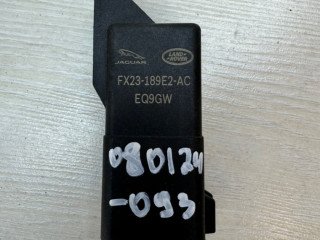 JAGUAR
LAND ROVER
FX23-189E2-AC
EQ9GW
080124
-093